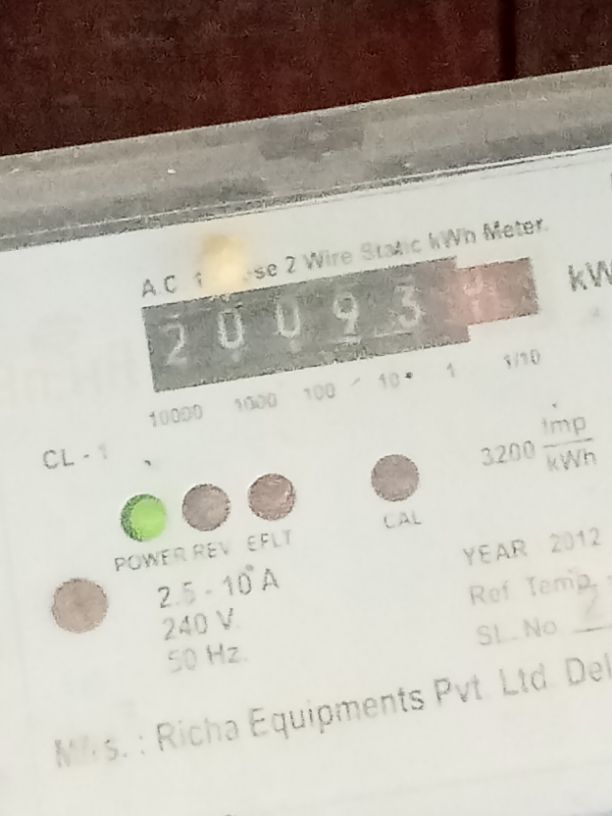 A.C. 1 se 2 Wire Static kWh Meter.
20093
kW
10000 1000 100 10 1 1/10
CL - 1
3200 imp/kWh
POWER REV EFLT CAL
2.5 - 10 A
240 V.
50 Hz.
YEAR 2012
Ref Temp
SL. No.
Mfrs. : Richa Equipments Pvt. Ltd. Del